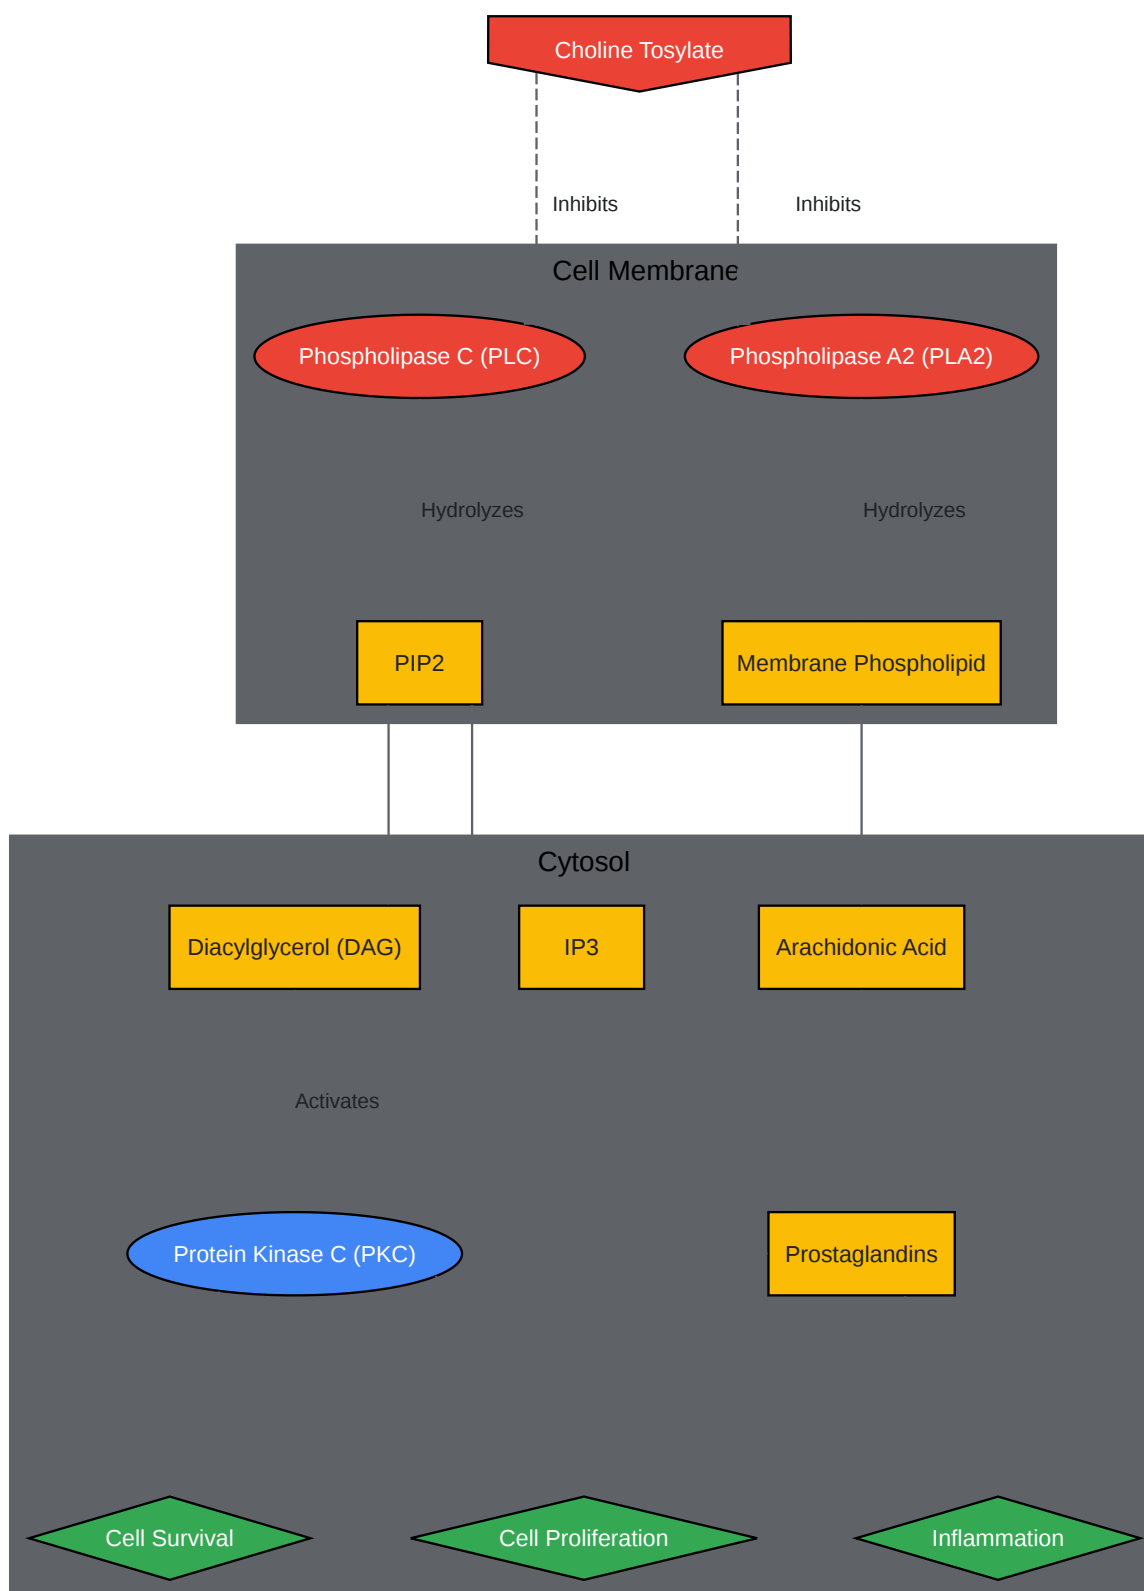 Choline Tosylate
Inhibits
Inhibits
Cell Membrane
Phospholipase C (PLC)
Phospholipase A2 (PLA2)
Hydrolyzes
Hydrolyzes
PIP2
Membrane Phospholipid
Cytosol
Diacylglycerol (DAG)
IP3
Arachidonic Acid
Activates
Protein Kinase C (PKC)
Prostaglandins
Cell Survival
Cell Proliferation
Inflammation